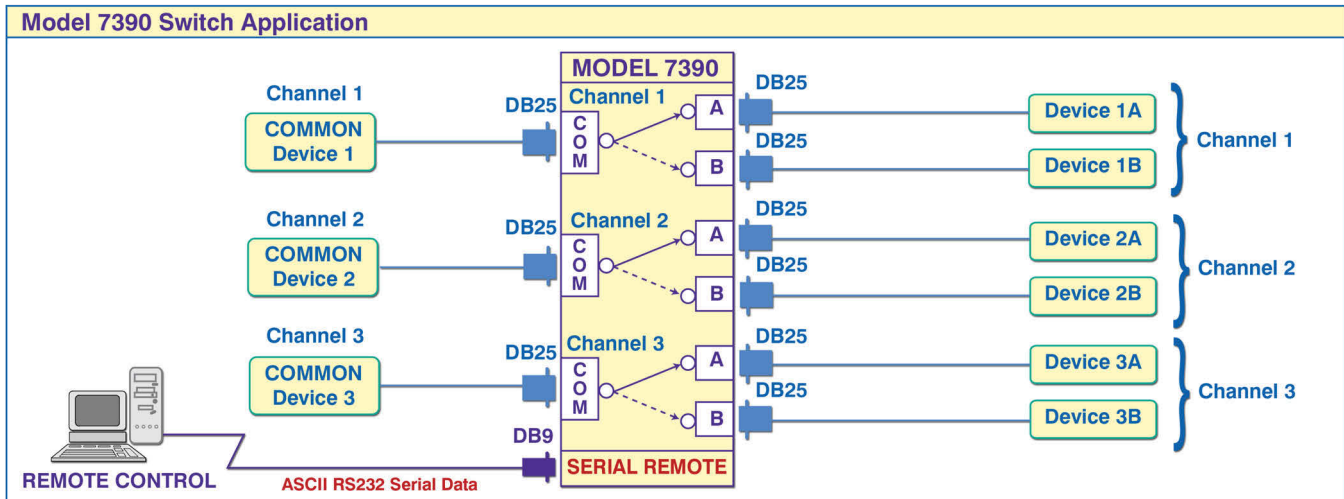 Model 7390 Switch Application
MODEL 7390
Channel 1
COMMON
Device 1
DB25
Channel 1
COM
A
B
DB25
DB25
Device 1A
Device 1B
Channel 1
Channel 2
COMMON
Device 2
DB25
Channel 2
COM
A
B
DB25
DB25
Device 2A
Device 2B
Channel 2
Channel 3
COMMON
Device 3
DB25
Channel 3
COM
A
B
DB25
DB25
Device 3A
Device 3B
Channel 3
REMOTE CONTROL
ASCII RS232 Serial Data
DB9
SERIAL REMOTE